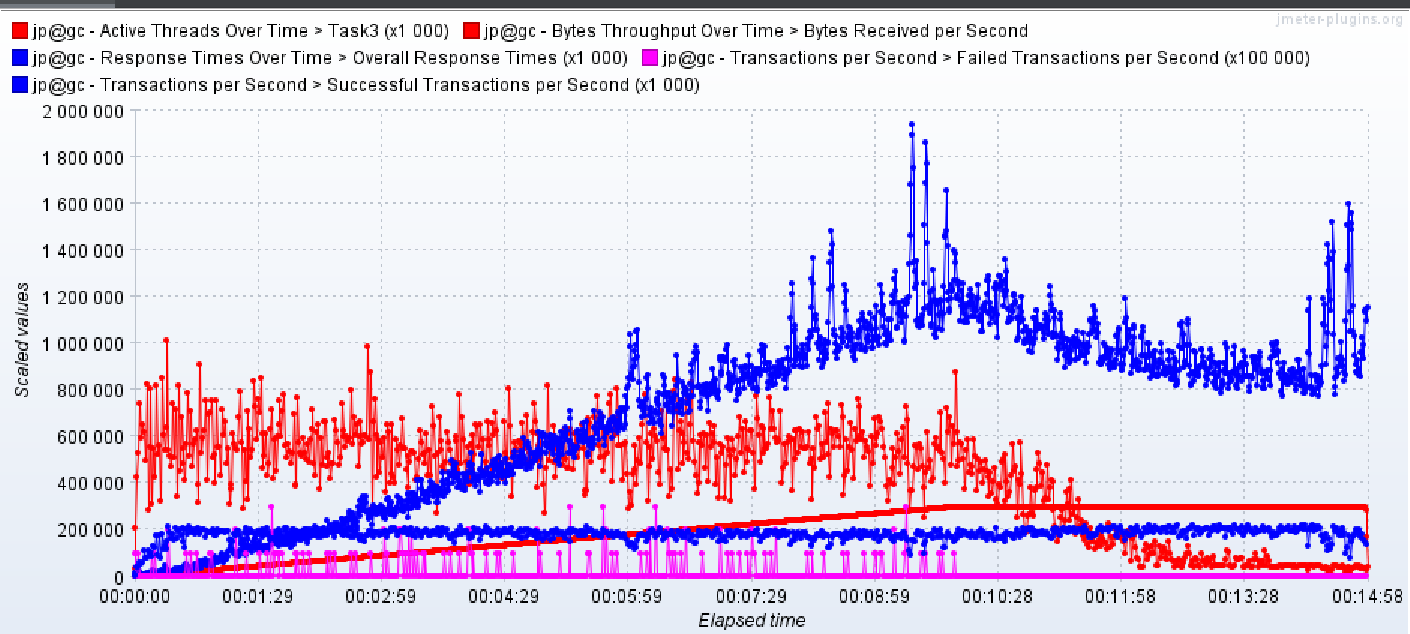 jmeter-plugins.org
jp@gc - Active Threads Over Time > Task3 (x1 000) jp@gc - Bytes Throughput Over Time > Bytes Received per Second
jp@gc - Response Times Over Time > Overall Response Times (x1 000) jp@gc - Transactions per Second > Failed Transactions per Second (x100 000)
jp@gc - Transactions per Second > Successful Transactions per Second (x1 000)
2 000 000
1 800 000
1 600 000
1 400 000
1 200 000
1 000 000
800 000
600 000
400 000
200 000
0
Scaled values
00:00:00 00:01:29 00:02:59 00:04:29 00:05:59 00:07:29 00:08:59 00:10:28 00:11:58 00:13:28 00:14:58
Elapsed time